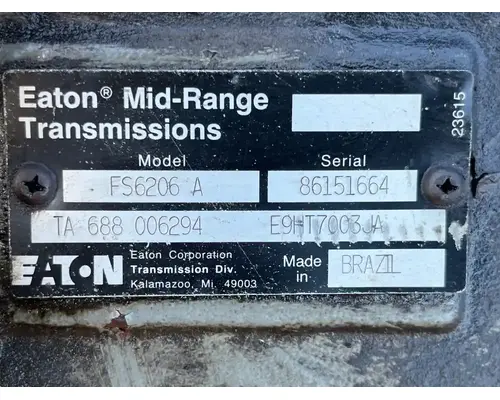 Eaton® Mid-Range
Transmissions
23615
Model Serial
FS6206 A 86151664
TA 688 006294 E9HT7003JA
EATON
Eaton Corporation
Transmission Div.
Kalamazoo, Mi. 49003
Made
in
BRAZIL